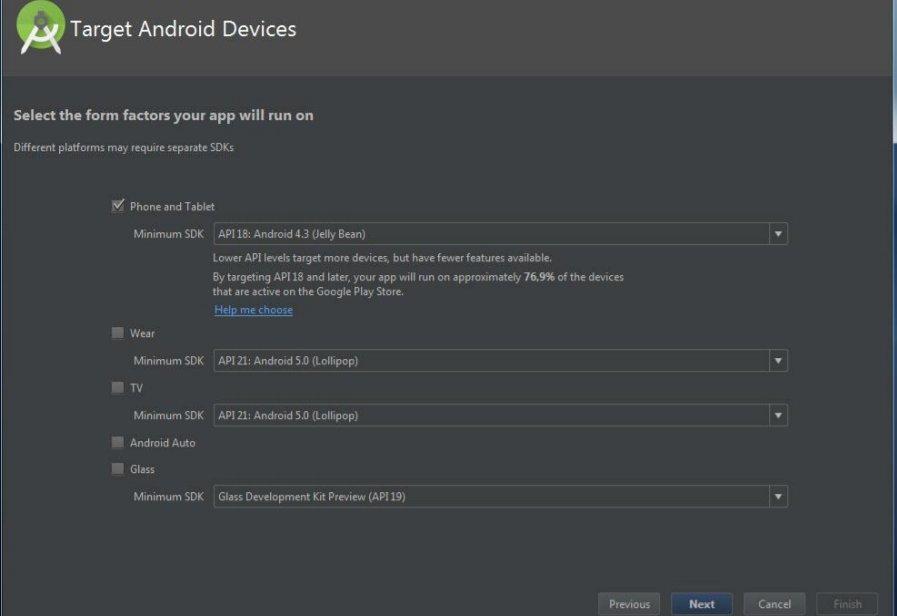 Target Android Devices
Select the form factors your app will run on
Different platforms may require separate SDKs
Phone and Tablet
Minimum SDK API 18: Android 4.3 (Jelly Bean)
Lower API levels target more devices, but have fewer features available.
By targeting API 18 and later, your app will run on approximately 76,9% of the devices
that are active on the Google Play Store.
Help me choose
Wear
Minimum SDK API 21: Android 5.0 (Lollipop)
TV
Minimum SDK API 21: Android 5.0 (Lollipop)
Android Auto
Glass
Minimum SDK Glass Development Kit Preview (API 19)
Previous Next Cancel Finish